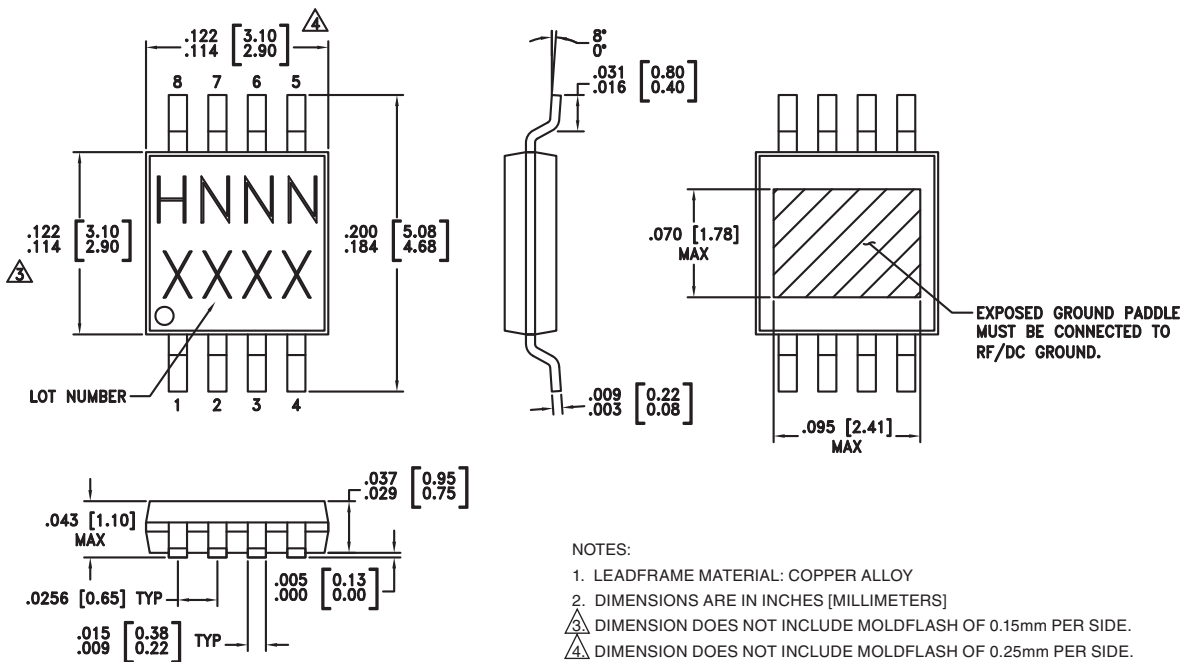 .122 [3.10]
.114 [2.90]
4
8 7 6 5
HNNN
XXXX
.122 [3.10]
.114 [2.90]
3
.200 [5.08]
.184 [4.68]
LOT NUMBER
1 2 3 4
8°
0°
.031 [0.80]
.016 [0.40]
.009 [0.22]
.003 [0.08]
.070 [1.78]
MAX
EXPOSED GROUND PADDLE
MUST BE CONNECTED TO
RF/DC GROUND.
.095 [2.41]
MAX
.037 [0.95]
.029 [0.75]
.043 [1.10]
MAX
.005 [0.13]
.000 [0.00]
.0256 [0.65] TYP
.015 [0.38]
.009 [0.22]
TYP
NOTES:
1. LEADFRAME MATERIAL: COPPER ALLOY
2. DIMENSIONS ARE IN INCHES [MILLIMETERS]
3. DIMENSION DOES NOT INCLUDE MOLDFLASH OF 0.15mm PER SIDE.
4. DIMENSION DOES NOT INCLUDE MOLDFLASH OF 0.25mm PER SIDE.